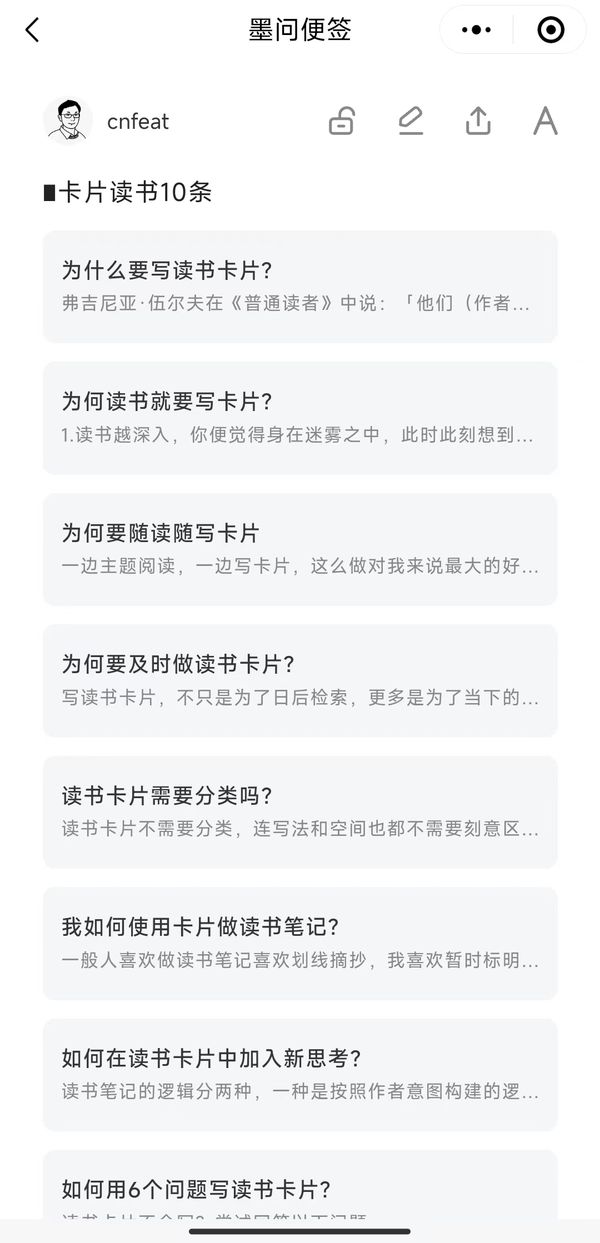 墨问便签
cnfeat
A
∎卡片读书10条
为什么要写读书卡片？
弗吉尼亚·伍尔夫在《普通读者》中说：「他们（作者...
为何读书就要写卡片？
1.读书越深入，你便觉得身在迷雾之中，此时此刻想到...
为何要随读随写卡片
一边主题阅读，一边写卡片，这么做对我来说最大的好...
为何要及时做读书卡片？
写读书卡片，不只是为了日后检索，更多是为了当下的...
读书卡片需要分类吗？
读书卡片不需要分类，连写法和空间也都不需要刻意区...
我如何使用卡片做读书笔记？
一般人喜欢做读书笔记喜欢划线摘抄，我喜欢暂时标明...
如何在读书卡片中加入新思考？
读书笔记的逻辑分两种，一种是按照作者意图构建的逻...
如何用6个问题写读书卡片？